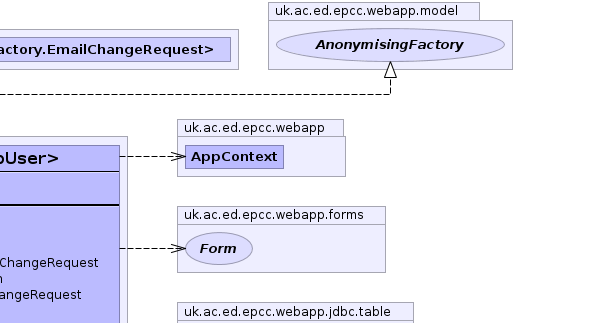 uk.ac.ed.epcc.webapp.model
AnonymisingFactory
actory.EmailChangeRequest>
uk.ac.ed.epcc.webapp
AppContext
pUser>
uk.ac.ed.epcc.webapp.forms
Form
ChangeRequest
angeRequest
uk.ac.ed.epcc.webapp.jdbc.table